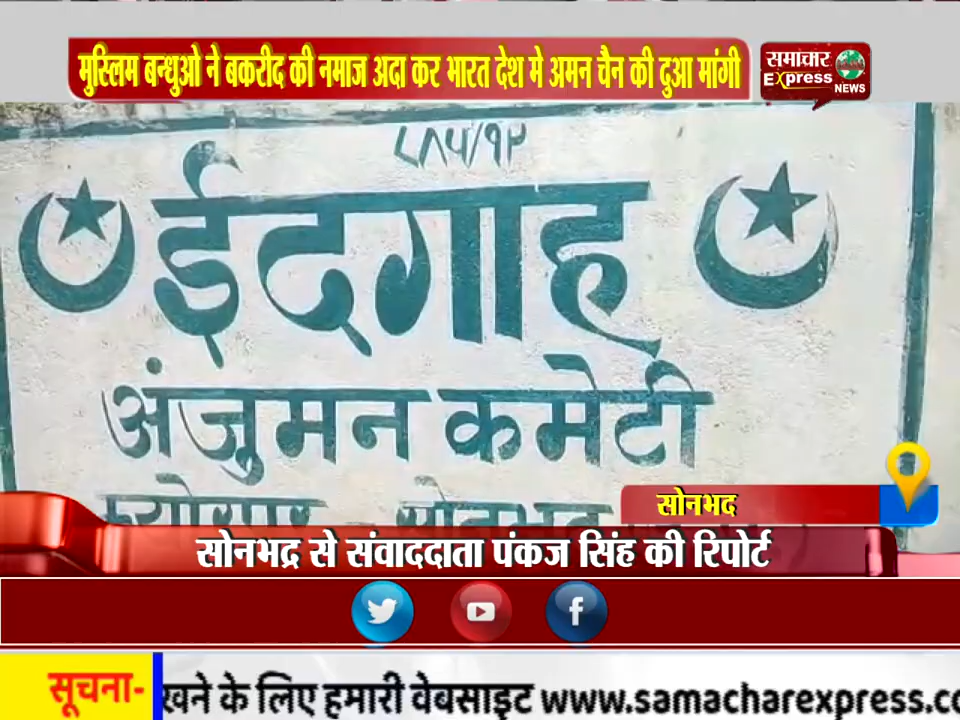 मुस्लिम बन्धुओ ने बकरीद की नमाज अदा कर भारत देश मे अमन चैन की दुआ मांगी
समाचार
Express
NEWS
ईदगाह
अंजुमन कमेटी
सोनभद्र
सोनभद
सोनभद्र से संवाददाता पंकज सिंह की रिपोर्ट
सूचना-
खने के लिए हमारी वेबसाइट www.samacharexpress.co